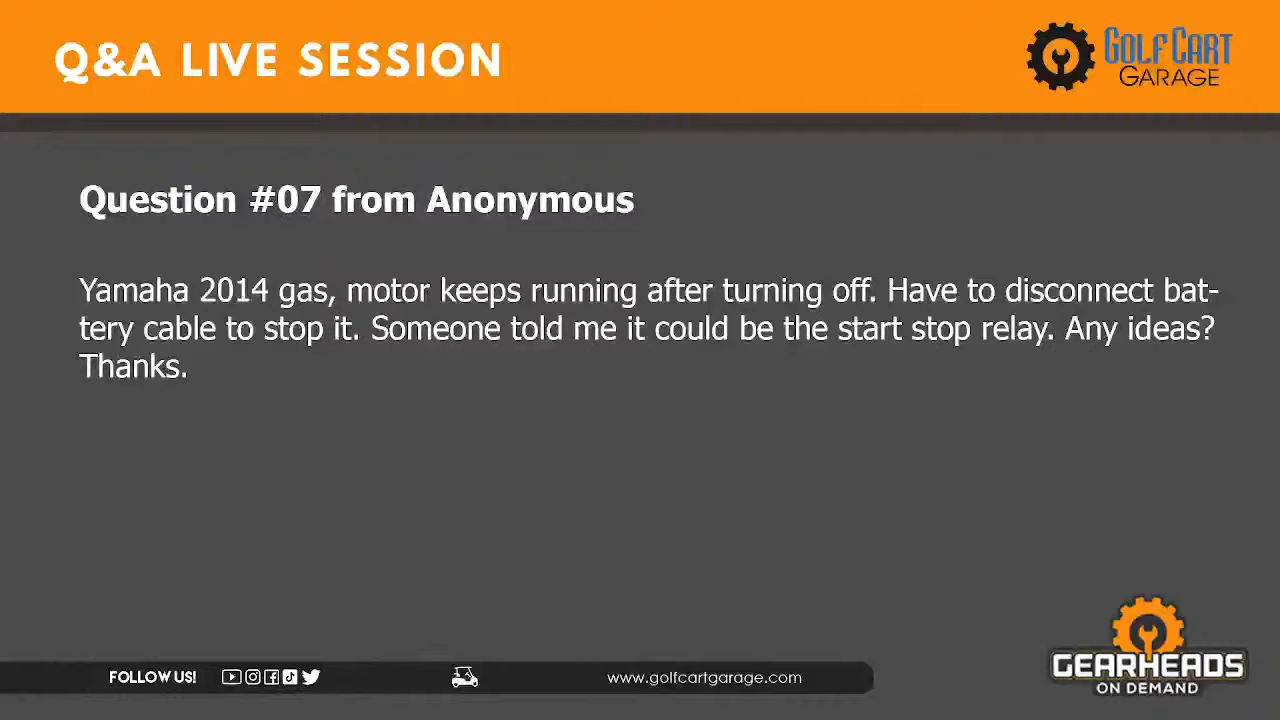 Q&A LIVE SESSION
GOLF CART
GARAGE
Question #07 from Anonymous
Yamaha 2014 gas, motor keeps running after turning off. Have to disconnect bat-
tery cable to stop it. Someone told me it could be the start stop relay. Any ideas?
Thanks.
FOLLOW US!
www.golfcartgarage.com
GEARHEADS
ON DEMAND